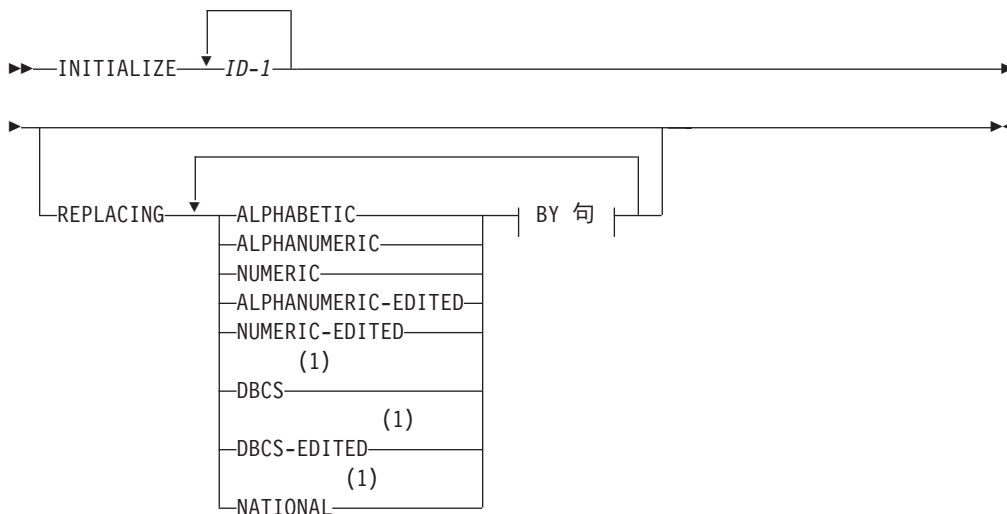 INITIALIZE ID-1
REPLACING ALPHABETIC BY 句
ALPHANUMERIC
NUMERIC
ALPHANUMERIC-EDITED
NUMERIC-EDITED
(1)
DBCS
(1)
DBCS-EDITED
(1)
NATIONAL